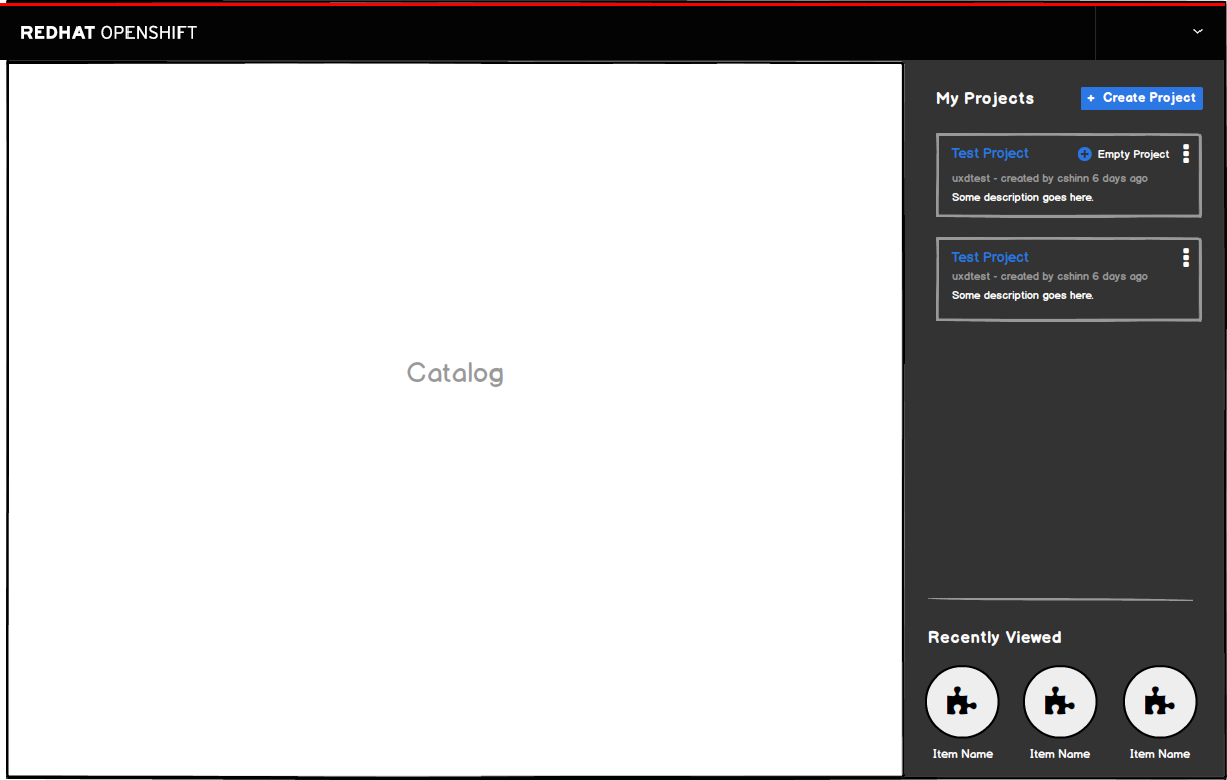 REDHAT OPENSHIFT
My Projects
+ Create Project
Test Project
Empty Project
uxdtest - created by cshinn 6 days ago
Some description goes here.
Test Project
uxdtest - created by cshinn 6 days ago
Some description goes here.
Catalog
Recently Viewed
Item Name
Item Name
Item Name